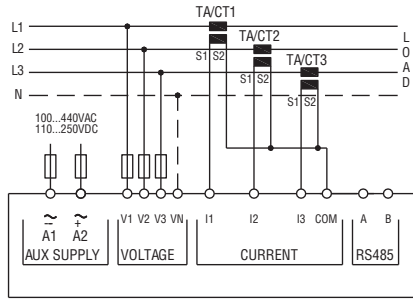 TA/CT1
L1
L2
TA/CT2
S1 S2
L3
TA/CT3
S1 S2
N
S1 S2
L
O
A
D
100...440VAC
110...250VDC
~ ~
– +
A1 A2
V1 V2 V3 VN
I1 I2 I3 COM
A B
AUX SUPPLY
VOLTAGE
CURRENT
RS485